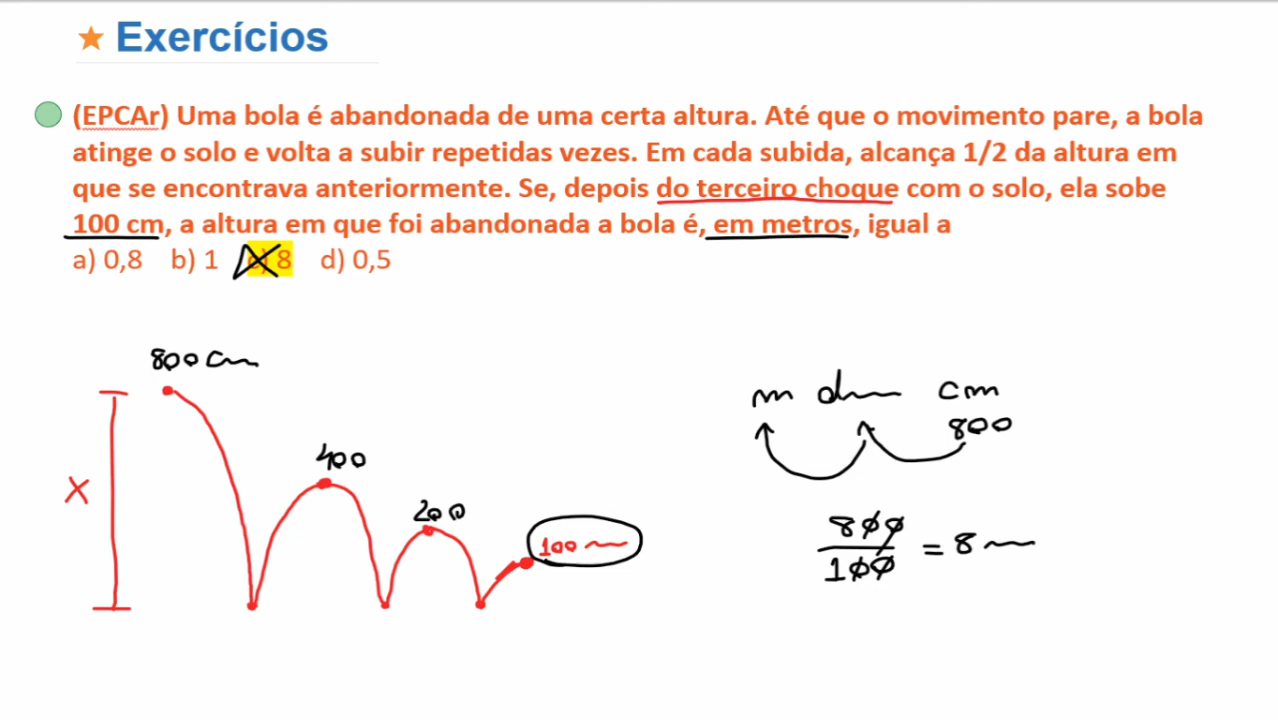 Exercícios
(EPCAr) Uma bola é abandonada de uma certa altura. Até que o movimento pare, a bola
atinge o solo e volta a subir repetidas vezes. Em cada subida, alcança 1/2 da altura em
que se encontrava anteriormente. Se, depois do terceiro choque com o solo, ela sobe
100 cm, a altura em que foi abandonada a bola é, em metros, igual a
a) 0,8 b) 1 c) 8 d) 0,5
800 cm
m dm cm
800
400
X
200
100 cm
800
100
= 8 m